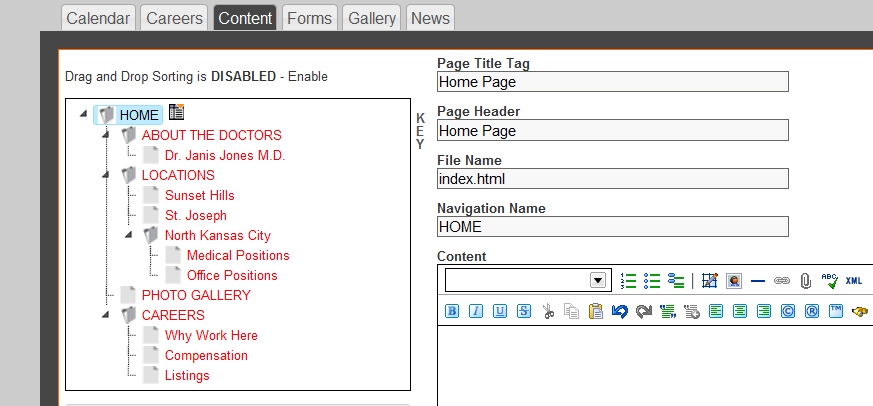 Calendar Careers Content Forms Gallery News
Drag and Drop Sorting is DISABLED - Enable
HOME
ABOUT THE DOCTORS
Dr. Janis Jones M.D.
LOCATIONS
Sunset Hills
St. Joseph
North Kansas City
Medical Positions
Office Positions
PHOTO GALLERY
CAREERS
Why Work Here
Compensation
Listings
KEY
Page Title Tag
Home Page
Page Header
Home Page
File Name
index.html
Navigation Name
HOME
Content
ABC XML
B I U S © ® TM